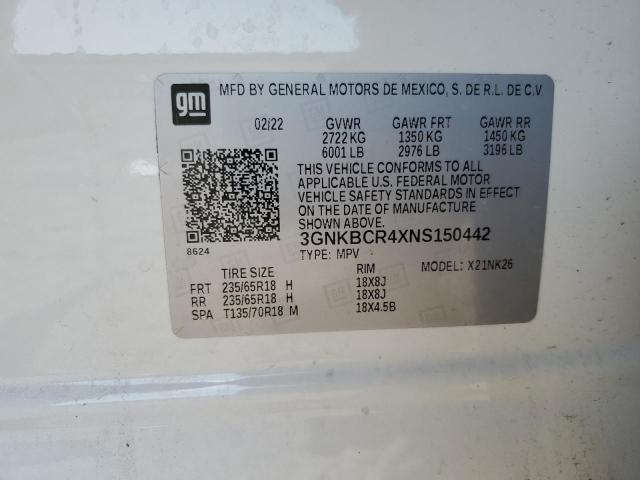 gm
MFD BY GENERAL MOTORS DE MEXICO, S. DE R.L. DE C.V
02/22 GVWR GAWR FRT GAWR RR
2722 KG 1350 KG 1450 KG
6001 LB 2976 LB 3196 LB
THIS VEHICLE CONFORMS TO ALL
APPLICABLE U.S. FEDERAL MOTOR
VEHICLE SAFETY STANDARDS IN EFFECT
ON THE DATE OF MANUFACTURE
SHOWN ABOVE.
3GNKBCR4XNS150442
8624
TYPE: MPV MODEL: X21NK26
TIRE SIZE RIM
FRT 235/65R18 H 18X8J
RR 235/65R18 H 18X8J
SPA T135/70R18 M 18X4.5B